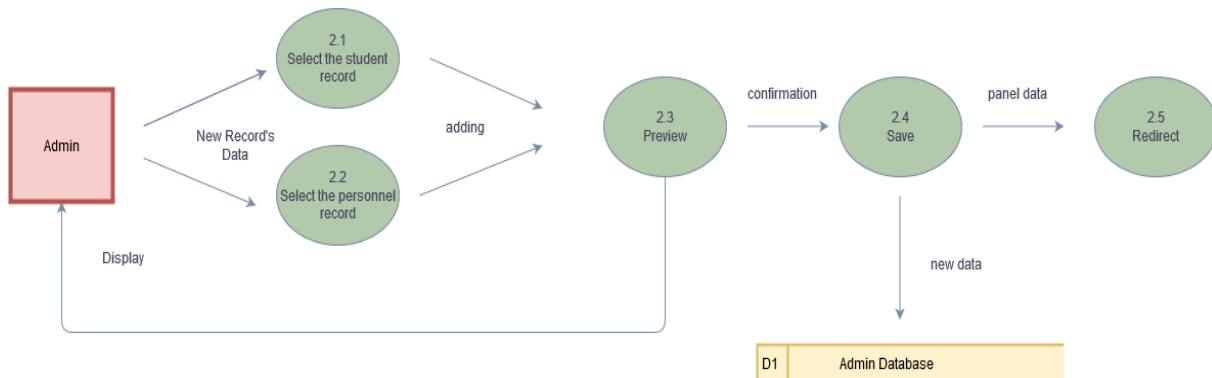 Admin
2.1
Select the student
record
New Record's
Data
2.2
Select the personnel
record
adding
2.3
Preview
confirmation
2.4
Save
panel data
2.5
Redirect
Display
new data
D1
Admin Database